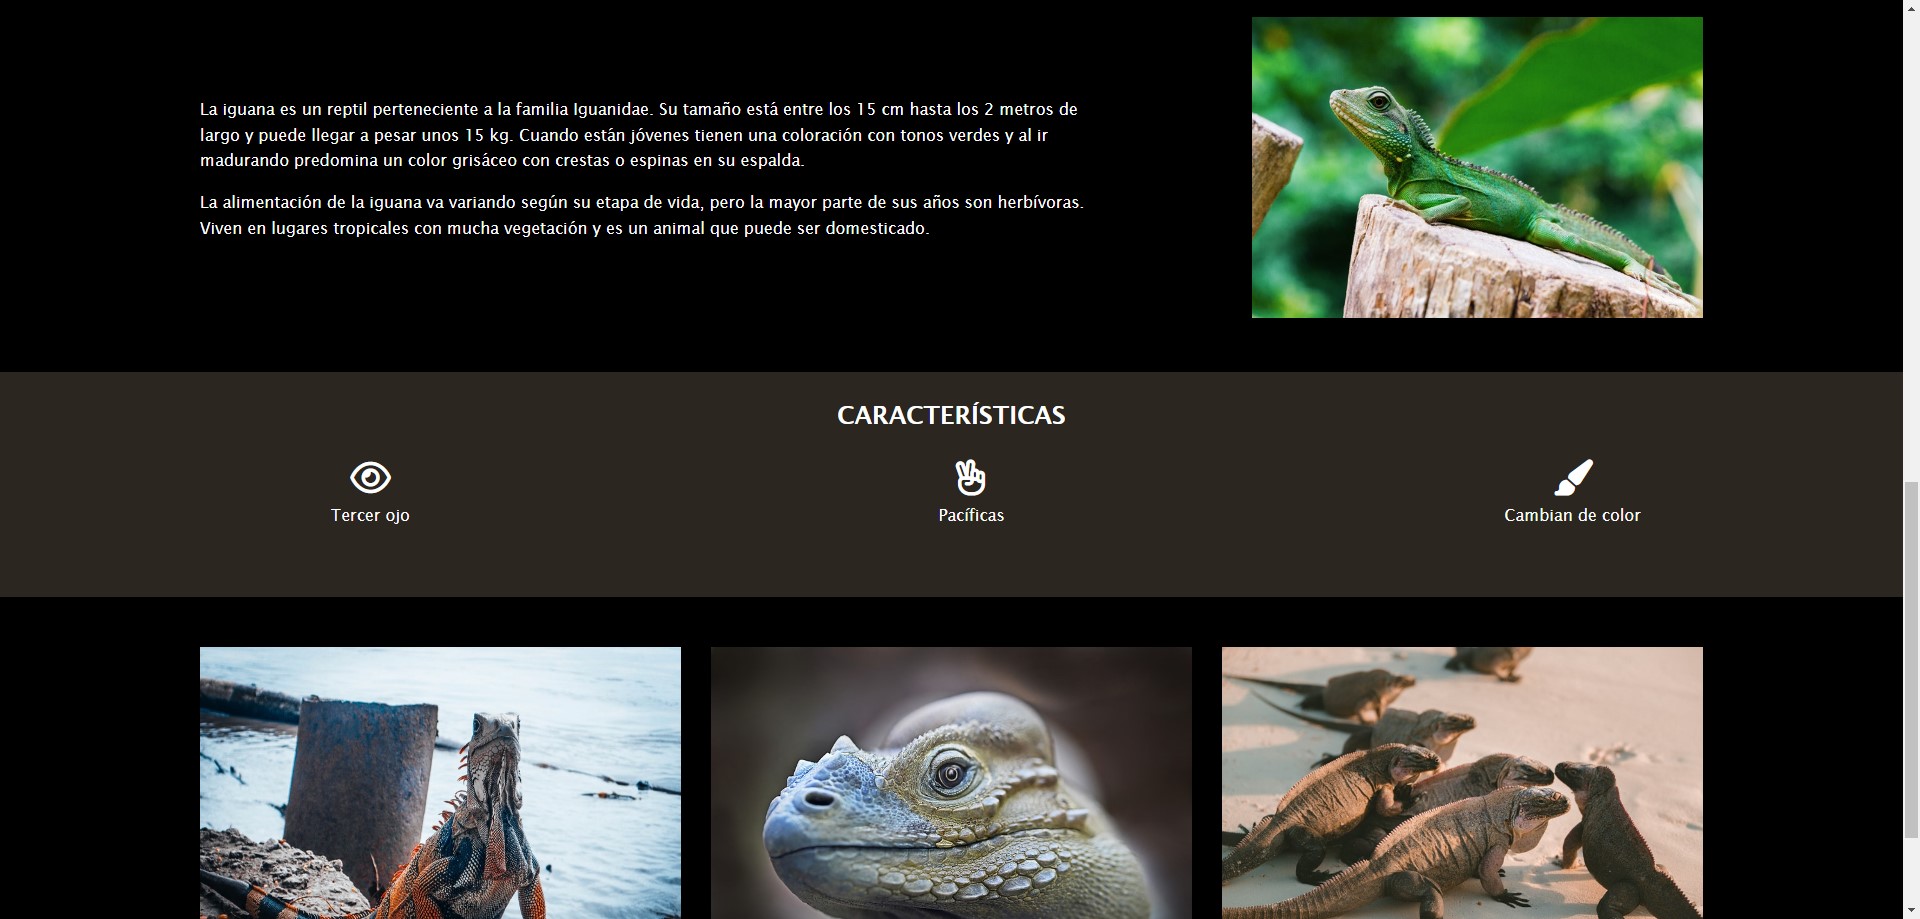 La iguana es un reptil perteneciente a la familia Iguanidae. Su tamaño está entre los 15 cm hasta los 2 metros de
largo y puede llegar a pesar unos 15 kg. Cuando están jóvenes tienen una coloración con tonos verdes y al ir
madurando predomina un color grisáceo con crestas o espinas en su espalda.
La alimentación de la iguana va variando según su etapa de vida, pero la mayor parte de sus años son herbívoras.
Viven en lugares tropicales con mucha vegetación y es un animal que puede ser domesticado.
CARACTERÍSTICAS
Tercer ojo
Pacíficas
Cambian de color